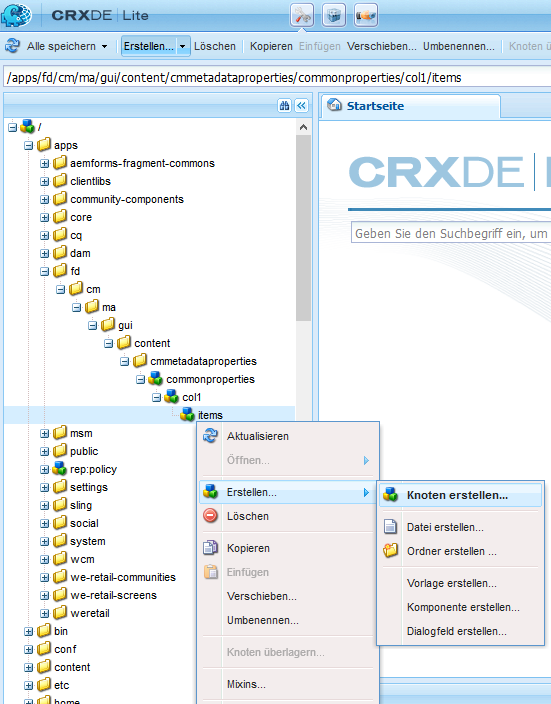 CRXDE | Lite
Alle speichern Erstellen... Löschen Kopieren Einfügen Verschieben... Umbenennen...
/apps/fd/cm/ma/gui/content/cmmetadataproperties/commonproperties/col1/items
Startseite
/
apps
aemforms-fragment-commons
clientlibs
community-components
core
cq
dam
fd
cm
ma
gui
content
cmmetadataproperties
commonproperties
col1
items
msm
public
rep:policy
settings
sling
social
system
wcm
we-retail-communities
we-retail-screens
weretail
bin
conf
content
etc
CRXDE
Geben Sie den Suchbegriff ein, um
Aktualisieren
Öffnen...
Erstellen...
Löschen
Kopieren
Einfügen
Verschieben...
Umbenennen...
Knoten überlagern...
Mixins...
Knoten erstellen...
Datei erstellen...
Ordner erstellen ...
Vorlage erstellen...
Komponente erstellen...
Dialogfeld erstellen...